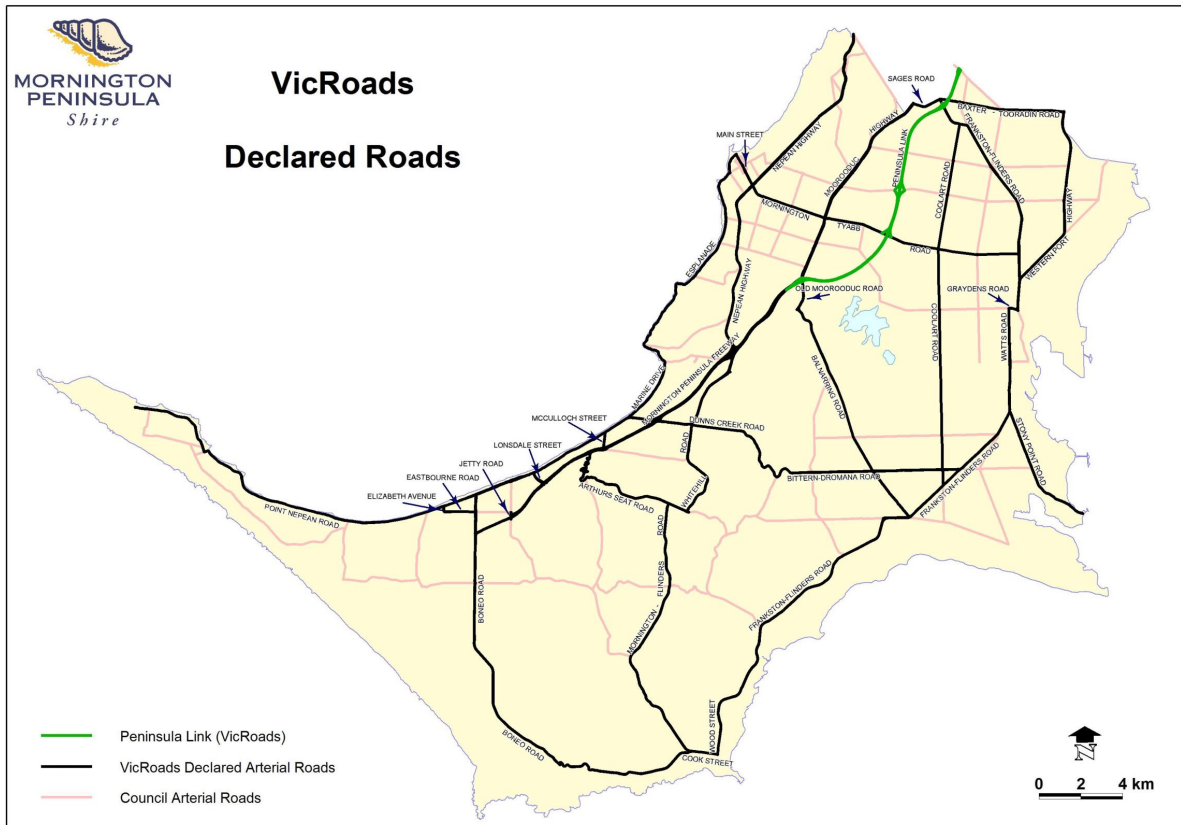 MORNINGTON
PENINSULA
Shire
VicRoads
Declared Roads
SAGES ROAD
BAXTER - TOORADIN ROAD
MAIN STREET
NEPEAN HIGHWAY
MOOROODUC HIGHWAY
PENINSULA LINK
COOLART ROAD
FRANKSTON-FLINDERS ROAD
WESTERN PORT HIGHWAY
MORNINGTON TYABB ROAD
ESPLANADE
NEPEAN HIGHWAY
OLD MOOROODUC ROAD
GRAYDENS ROAD
COOLART ROAD
WATTS ROAD
MORNINGTON PENINSULA FREEWAY
BALNARRING ROAD
MARINE DRIVE
MCCULLOCH STREET
DUNNS CREEK ROAD
LONSDALE STREET
JETTY ROAD
EASTBOURNE ROAD
ELIZABETH AVENUE
STONY POINT ROAD
BITTERN-DROMANA ROAD
FRANKSTON-FLINDERS ROAD
ARTHURS SEAT ROAD
WHITEHILL ROAD
POINT NEPEAN ROAD
BONEO ROAD
MORNINGTON - FLINDERS ROAD
FRANKSTON-FLINDERS ROAD
WOOD STREET
BONEO ROAD
COOK STREET
Peninsula Link (VicRoads)
VicRoads Declared Arterial Roads
Council Arterial Roads
N
0 2 4 km